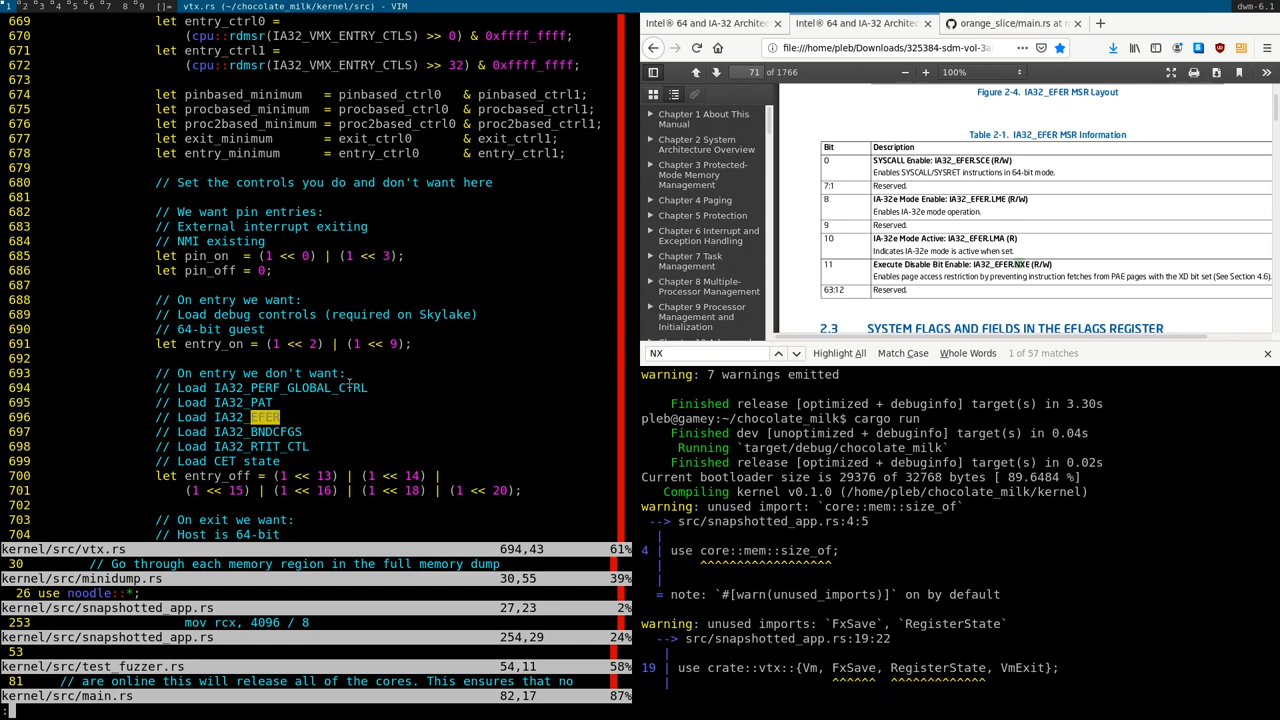 1 2 3 4 5 6 7 8 9 []= vtx.rs (~/chocolate_milk/kernel/src) - VIM dwm-6.1
669 let entry_ctrl0 =
670 (cpu::rdmsr(IA32_VMX_ENTRY_CTLS) >> 0) & 0xffff_ffff;
671 let entry_ctrl1 =
672 (cpu::rdmsr(IA32_VMX_ENTRY_CTLS) >> 32) & 0xffff_ffff;
673
674 let pinbased_minimum = pinbased_ctrl0 & pinbased_ctrl1;
675 let procbased_minimum = procbased_ctrl0 & procbased_ctrl1;
676 let proc2based_minimum = proc2based_ctrl0 & proc2based_ctrl1;
677 let exit_minimum = exit_ctrl0 & exit_ctrl1;
678 let entry_minimum = entry_ctrl0 & entry_ctrl1;
679
680 // Set the controls you do and don't want here
681
682 // We want pin entries:
683 // External interrupt exiting
684 // NMI existing
685 let pin_on = (1 << 0) | (1 << 3);
686 let pin_off = 0;
687
688 // On entry we want:
689 // Load debug controls (required on Skylake)
690 // 64-bit guest
691 let entry_on = (1 << 2) | (1 << 9);
692
693 // On entry we don't want:
694 // Load IA32_PERF_GLOBAL_CTRL
695 // Load IA32_PAT
696 // Load IA32_EFER
697 // Load IA32_BNDCFGS
698 // Load IA32_RTIT_CTL
699 // Load CET state
700 let entry_off = (1 << 13) | (1 << 14) |
701 (1 << 15) | (1 << 16) | (1 << 18) | (1 << 20);
702
703 // On exit we want:
704 // Host is 64-bit
kernel/src/vtx.rs 694,43 61%
30 // Go through each memory region in the full memory dump
kernel/src/minidump.rs 30,55 39%
26 use noodle::*;
kernel/src/snapshotted_app.rs 27,23 2%
253 mov rcx, 4096 / 8
kernel/src/snapshotted_app.rs 254,29 24%
53
kernel/src/test_fuzzer.rs 54,11 58%
81 // are online this will release all of the cores. This ensures that no
kernel/src/main.rs 82,17 87%
:
Intel® 64 and IA-32 Architec × Intel® 64 and IA-32 Architec × orange_slice/main.rs at m × +
file:///home/pleb/Downloads/325384-sdm-vol-3a
71 of 1766 100%
Chapter 1 About This Manual
Chapter 2 System Architecture Overview
Chapter 3 Protected-Mode Memory Management
Chapter 4 Paging
Chapter 5 Protection
Chapter 6 Interrupt and Exception Handling
Chapter 7 Task Management
Chapter 8 Multiple-Processor Management
Chapter 9 Processor Management and Initialization
Figure 2-4. IA32_EFER MSR Layout
Table 2-1. IA32_EFER MSR Information
Bit Description
0 SYSCALL Enable: IA32_EFER.SCE (R/W)
Enables SYSCALL/SYSRET instructions in 64-bit mode.
7:1 Reserved.
8 IA-32e Mode Enable: IA32_EFER.LME (R/W)
Enables IA-32e mode operation.
9 Reserved.
10 IA-32e Mode Active: IA32_EFER.LMA (R)
Indicates IA-32e mode is active when set.
11 Execute Disable Bit Enable: IA32_EFER.NXE (R/W)
Enables page access restriction by preventing instruction fetches from PAE pages with the XD bit set (See Section 4.6).
63:12 Reserved.
2.3 SYSTEM FLAGS AND FIELDS IN THE EFLAGS REGISTER
NX Highlight All Match Case Whole Words 1 of 57 matches
warning: 7 warnings emitted
Finished release [optimized + debuginfo] target(s) in 3.30s
pleb@gamey:~/chocolate_milk$ cargo run
Finished dev [unoptimized + debuginfo] target(s) in 0.04s
Running `target/debug/chocolate_milk`
Finished release [optimized + debuginfo] target(s) in 0.02s
Current bootloader size is 29376 of 32768 bytes [ 89.6484 %]
Compiling kernel v0.1.0 (/home/pleb/chocolate_milk/kernel)
warning: unused import: `core::mem::size_of`
--> src/snapshotted_app.rs:4:5
|
4 | use core::mem::size_of;
| ^^^^^^^^^^^^^^^^^^
|
= note: `#[warn(unused_imports)]` on by default
warning: unused imports: `FxSave`, `RegisterState`
--> src/snapshotted_app.rs:19:22
|
19 | use crate::vtx::{Vm, FxSave, RegisterState, VmExit};
| ^^^^^^ ^^^^^^^^^^^^^